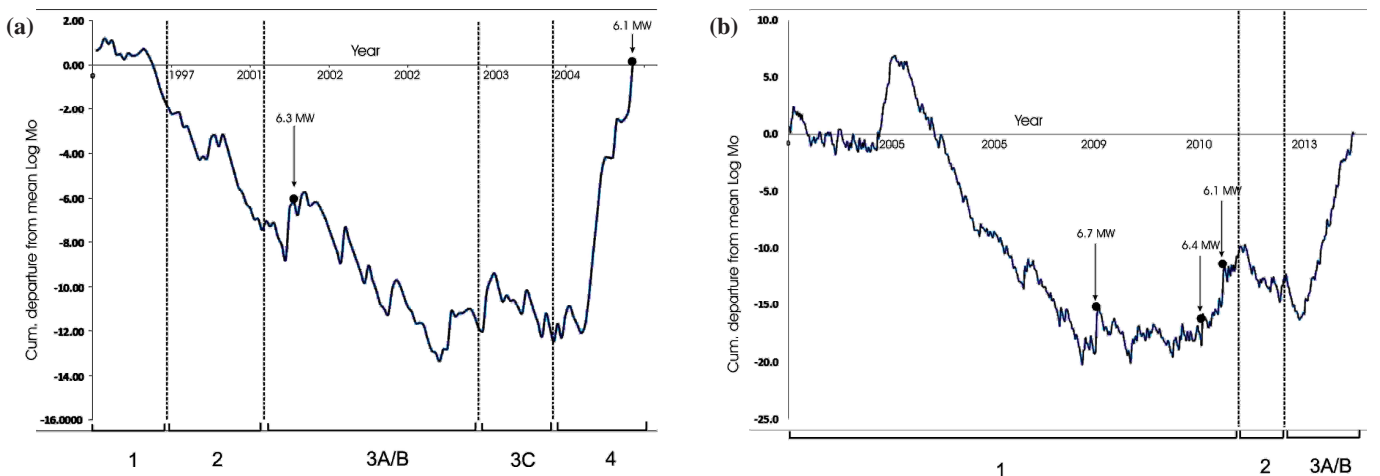 (a)
2.00
0.00
-2.00
-4.00
-6.00
-8.00
-10.00
-12.00
-14.00
-16.0000
Cum. departure from mean Log Mo
Year
0
1997
2001
2002
2002
2003
2004
6.3 MW
6.1 MW
1
2
3A/B
3C
4
(b)
10.0
5.0
0.0
-5.0
-10.0
-15.0
-20.0
-25.0
Cum. departure from mean Log Mo
Year
0
2005
2005
2009
2010
2013
6.7 MW
6.4 MW
6.1 MW
1
2
3A/B